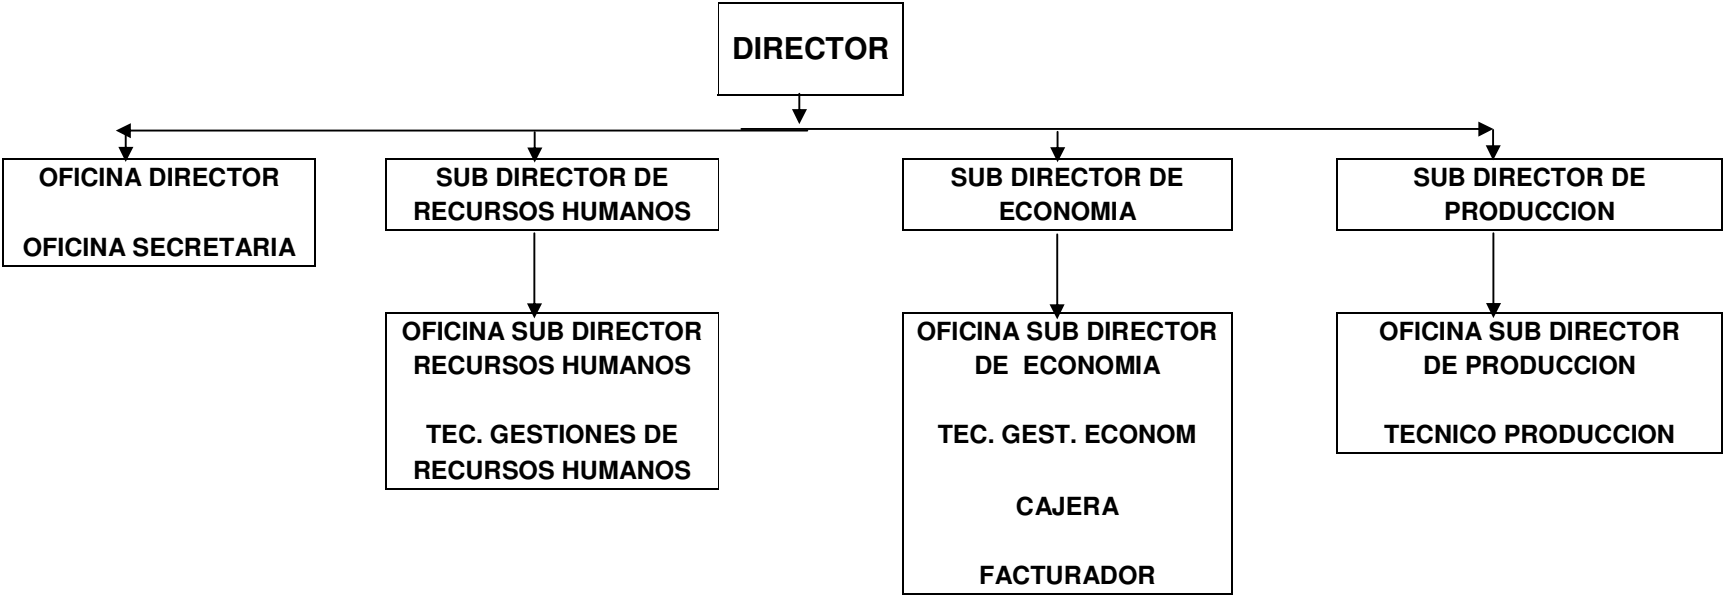 DIRECTOR
OFICINA DIRECTOR
OFICINA SECRETARIA
SUB DIRECTOR DE
RECURSOS HUMANOS
SUB DIRECTOR DE
ECONOMIA
SUB DIRECTOR DE
PRODUCCION
OFICINA SUB DIRECTOR
RECURSOS HUMANOS
TEC. GESTIONES DE
RECURSOS HUMANOS
OFICINA SUB DIRECTOR
DE ECONOMIA
TEC. GEST. ECONOM
CAJERA
FACTURADOR
OFICINA SUB DIRECTOR
DE PRODUCCION
TECNICO PRODUCCION